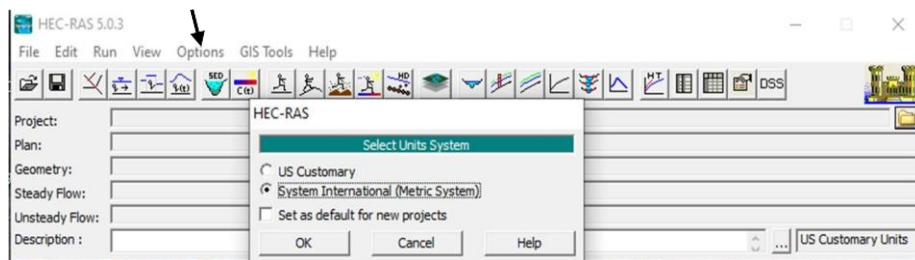 HEC-RAS 5.0.3
File Edit Run View Options GIS Tools Help
SED C(t) HD HT DSS
Project:
HEC-RAS
Plan:
Select Units System
Geometry:
US Customary
Steady Flow:
System International (Metric System)
Unsteady Flow:
Set as default for new projects
Description :
OK Cancel Help
... US Customary Units